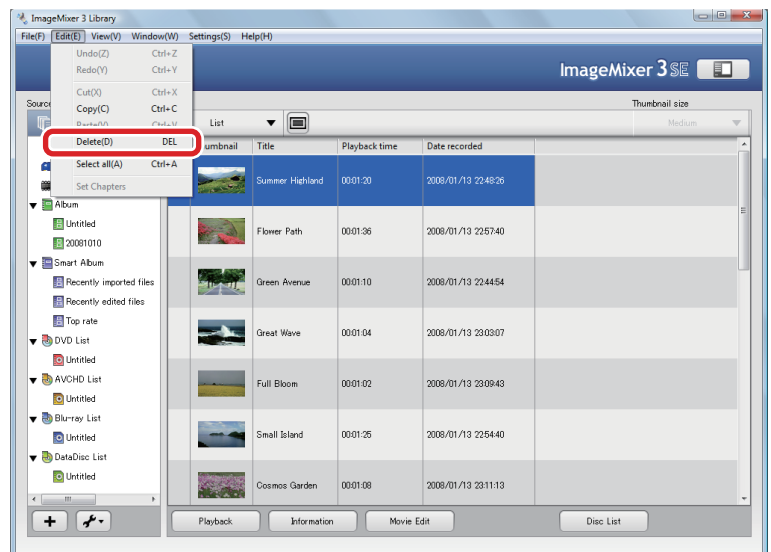 ImageMixer 3 Library
File(F) Edit(E) View(V) Window(W) Settings(S) Help(H)
Undo(Z) Ctrl+Z
Redo(Y) Ctrl+Y
Cut(X) Ctrl+X
Copy(C) Ctrl+C
Paste(V) Ctrl+V
Delete(D) DEL
Select all(A) Ctrl+A
Set Chapters
ImageMixer 3 SE
Source
Thumbnail size
List
Medium
umbnail Title Playback time Date recorded
Summer Highland 00:01:20 2008/01/13 22:48:26
Flower Path 00:01:36 2008/01/13 22:57:40
Green Avenue 00:01:10 2008/01/13 22:44:54
Great Wave 00:01:04 2008/01/13 23:03:07
Full Bloom 00:01:02 2008/01/13 23:09:43
Small Island 00:01:25 2008/01/13 22:54:40
Cosmos Garden 00:01:08 2008/01/13 23:11:13
Album
Untitled
20081010
Smart Album
Recently imported files
Recently edited files
Top rate
DVD List
Untitled
AVCHD List
Untitled
Blu-ray List
Untitled
DataDisc List
Untitled
Playback Information Movie Edit Disc List